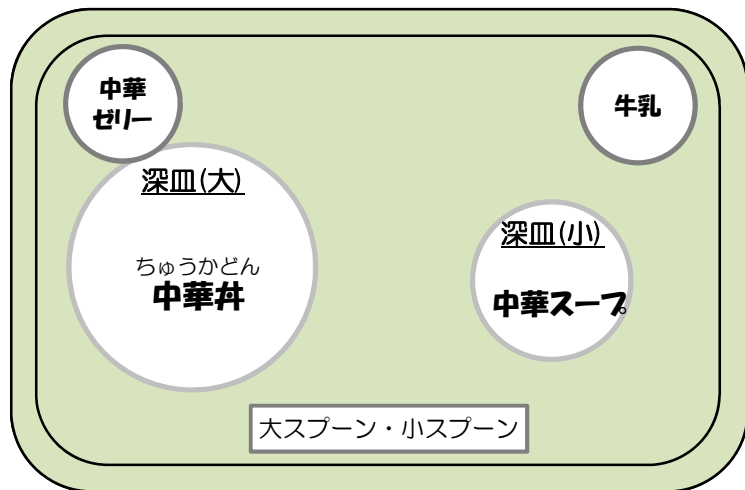 中華
ゼリー
牛乳
深皿(大)
ちゅうかどん
中華丼
深皿(小)
中華スープ
大スプーン・小スプーン